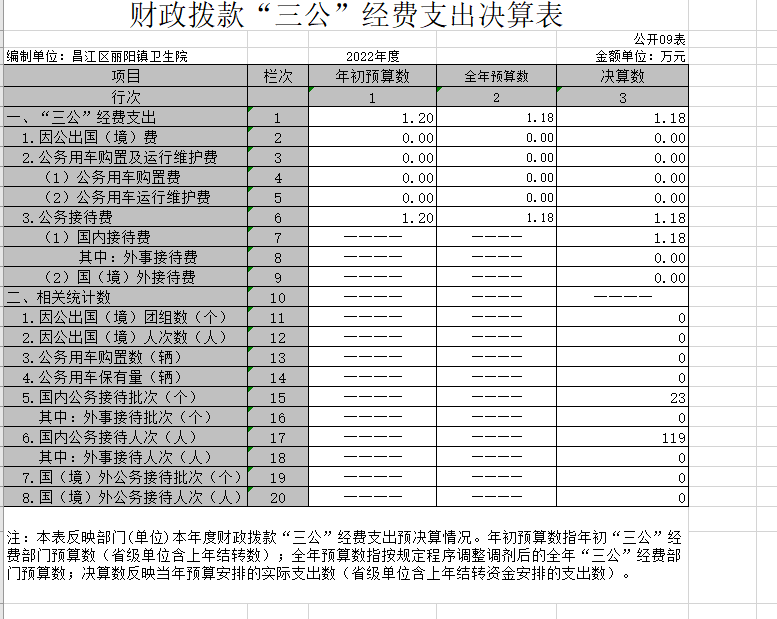 财政拨款“三公”经费支出决算表
公开09表
编制单位：昌江区丽阳镇卫生院 2022年度 金额单位：万元
项目 栏次 年初预算数 全年预算数 决算数
行次 1 2 3
一、“三公”经费支出 1 1.20 1.18 1.18
1.因公出国（境）费 2 0.00 0.00 0.00
2.公务用车购置及运行维护费 3 0.00 0.00 0.00
（1）公务用车购置费 4 0.00 0.00 0.00
（2）公务用车运行维护费 5 0.00 0.00 0.00
3.公务接待费 6 1.20 1.18 1.18
（1）国内接待费 7 ———— ———— 1.18
其中：外事接待费 8 ———— ———— 0.00
（2）国（境）外接待费 9 ———— ———— 0.00
二、相关统计数 10 ———— ———— ————
1.因公出国（境）团组数（个） 11 ———— ———— 0
2.因公出国（境）人次数（人） 12 ———— ———— 0
3.公务用车购置数（辆） 13 ———— ———— 0
4.公务用车保有量（辆） 14 ———— ———— 0
5.国内公务接待批次（个） 15 ———— ———— 23
其中：外事接待批次（个） 16 ———— ———— 0
6.国内公务接待人次（人） 17 ———— ———— 119
其中：外事接待人次（人） 18 ———— ———— 0
7.国（境）外公务接待批次（个） 19 ———— ———— 0
8.国（境）外公务接待人次（人） 20 ———— ———— 0
注：本表反映部门(单位)本年度财政拨款“三公”经费支出预决算情况。年初预算数指年初“三公”经
费部门预算数（省级单位含上年结转数）；全年预算数指按规定程序调整调剂后的全年“三公”经费部
门预算数；决算数反映当年预算安排的实际支出数（省级单位含上年结转资金安排的支出数）。